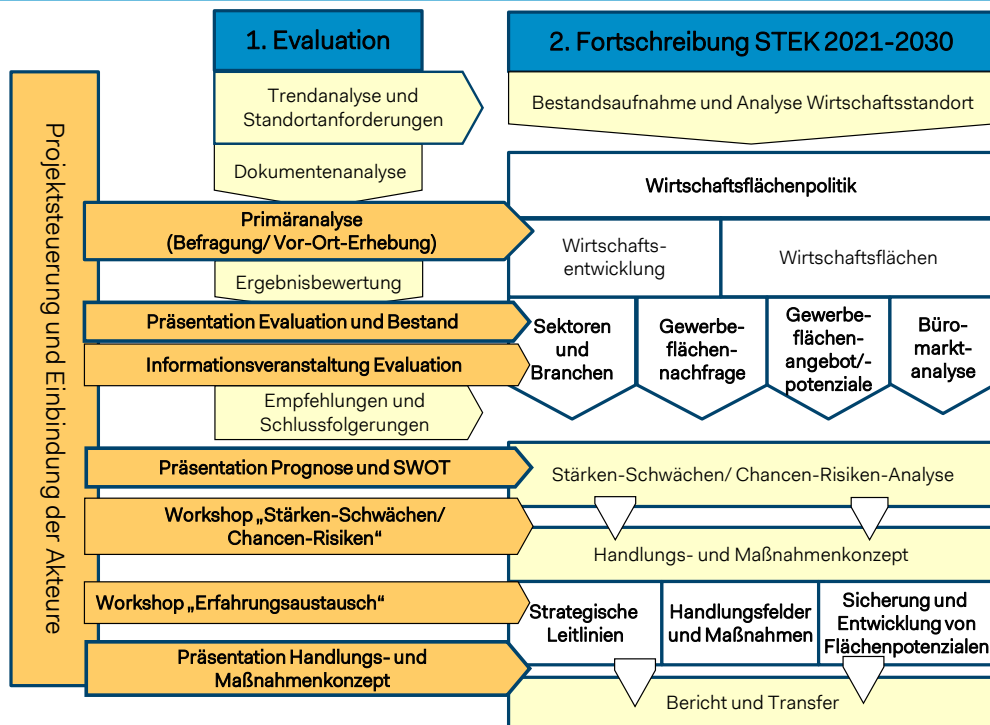 1. Evaluation
2. Fortschreibung STEK 2021-2030
Projektsteuerung und Einbindung der Akteure
Trendanalyse und
Standortanforderungen
Dokumentenanalyse
Primäranalyse
(Befragung/ Vor-Ort-Erhebung)
Ergebnisbewertung
Präsentation Evaluation und Bestand
Informationsveranstaltung Evaluation
Empfehlungen und
Schlussfolgerungen
Präsentation Prognose und SWOT
Workshop „Stärken-Schwächen/
Chancen-Risiken“
Workshop „Erfahrungsaustausch“
Präsentation Handlungs- und
Maßnahmenkonzept
Bestandsaufnahme und Analyse Wirtschaftsstandort
Wirtschaftsflächenpolitik
Wirtschafts-
entwicklung
Wirtschaftsflächen
Sektoren
und
Branchen
Gewerbe-
flächen-
nachfrage
Gewerbe-
flächen-
angebot/-
potenziale
Büro-
markt-
analyse
Stärken-Schwächen/ Chancen-Risiken-Analyse
Handlungs- und Maßnahmenkonzept
Strategische
Leitlinien
Handlungsfelder
und Maßnahmen
Sicherung und
Entwicklung von
Flächenpotenzialen
Bericht und Transfer